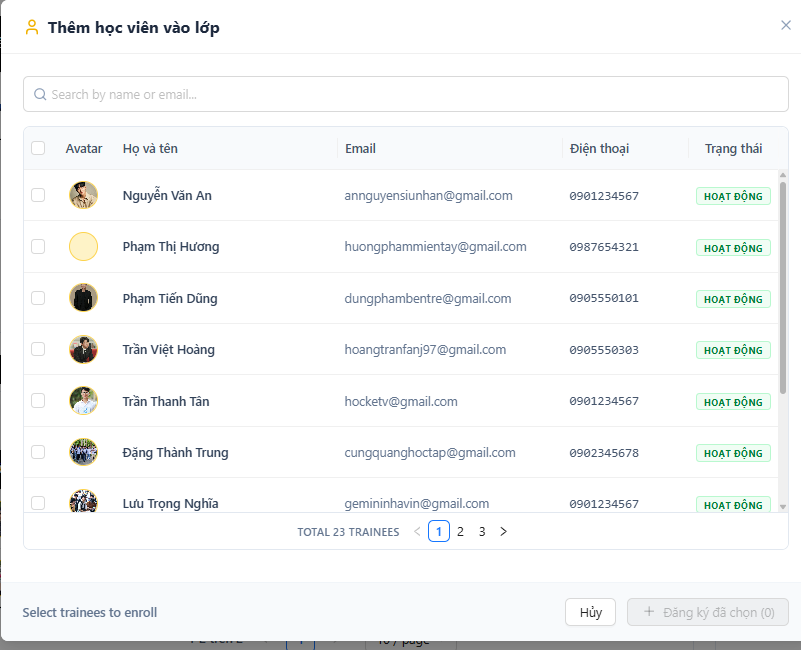 Thêm học viên vào lớp
Search by name or email...
Avatar Họ và tên Email Điện thoại Trạng thái
Nguyễn Văn An annguyensiunhan@gmail.com 0901234567 HOẠT ĐỘNG
Phạm Thị Hương huongphammientay@gmail.com 0987654321 HOẠT ĐỘNG
Phạm Tiến Dũng dungphambentre@gmail.com 0905550101 HOẠT ĐỘNG
Trần Việt Hoàng hoangtranfanj97@gmail.com 0905550303 HOẠT ĐỘNG
Trần Thanh Tân hocketv@gmail.com 0901234567 HOẠT ĐỘNG
Đặng Thành Trung cungquanghoctap@gmail.com 0902345678 HOẠT ĐỘNG
Lưu Trọng Nghĩa gemininhavin@gmail.com 0901234567 HOẠT ĐỘNG
TOTAL 23 TRAINEES < 1 2 3 >
Select trainees to enroll Hủy + Đăng ký đã chọn (0)